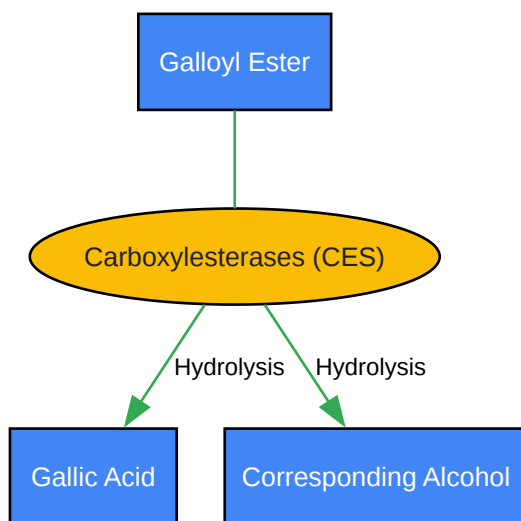 Galloyl Ester
Carboxylesterases (CES)
Hydrolysis
Hydrolysis
Gallic Acid
Corresponding Alcohol